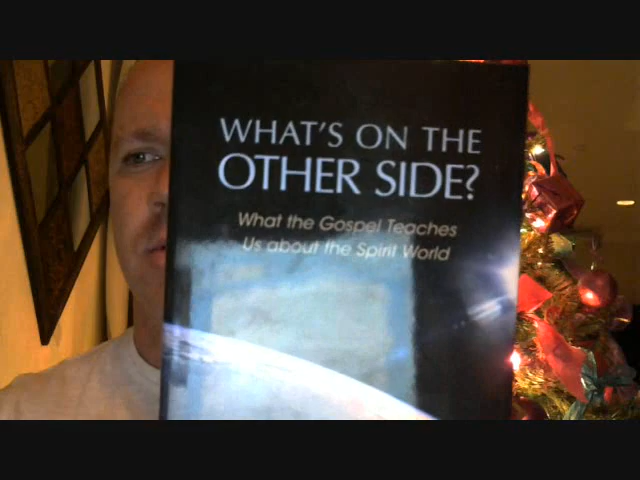 WHAT'S ON THE
OTHER SIDE?
What the Gospel Teaches
Us about the Spirit World